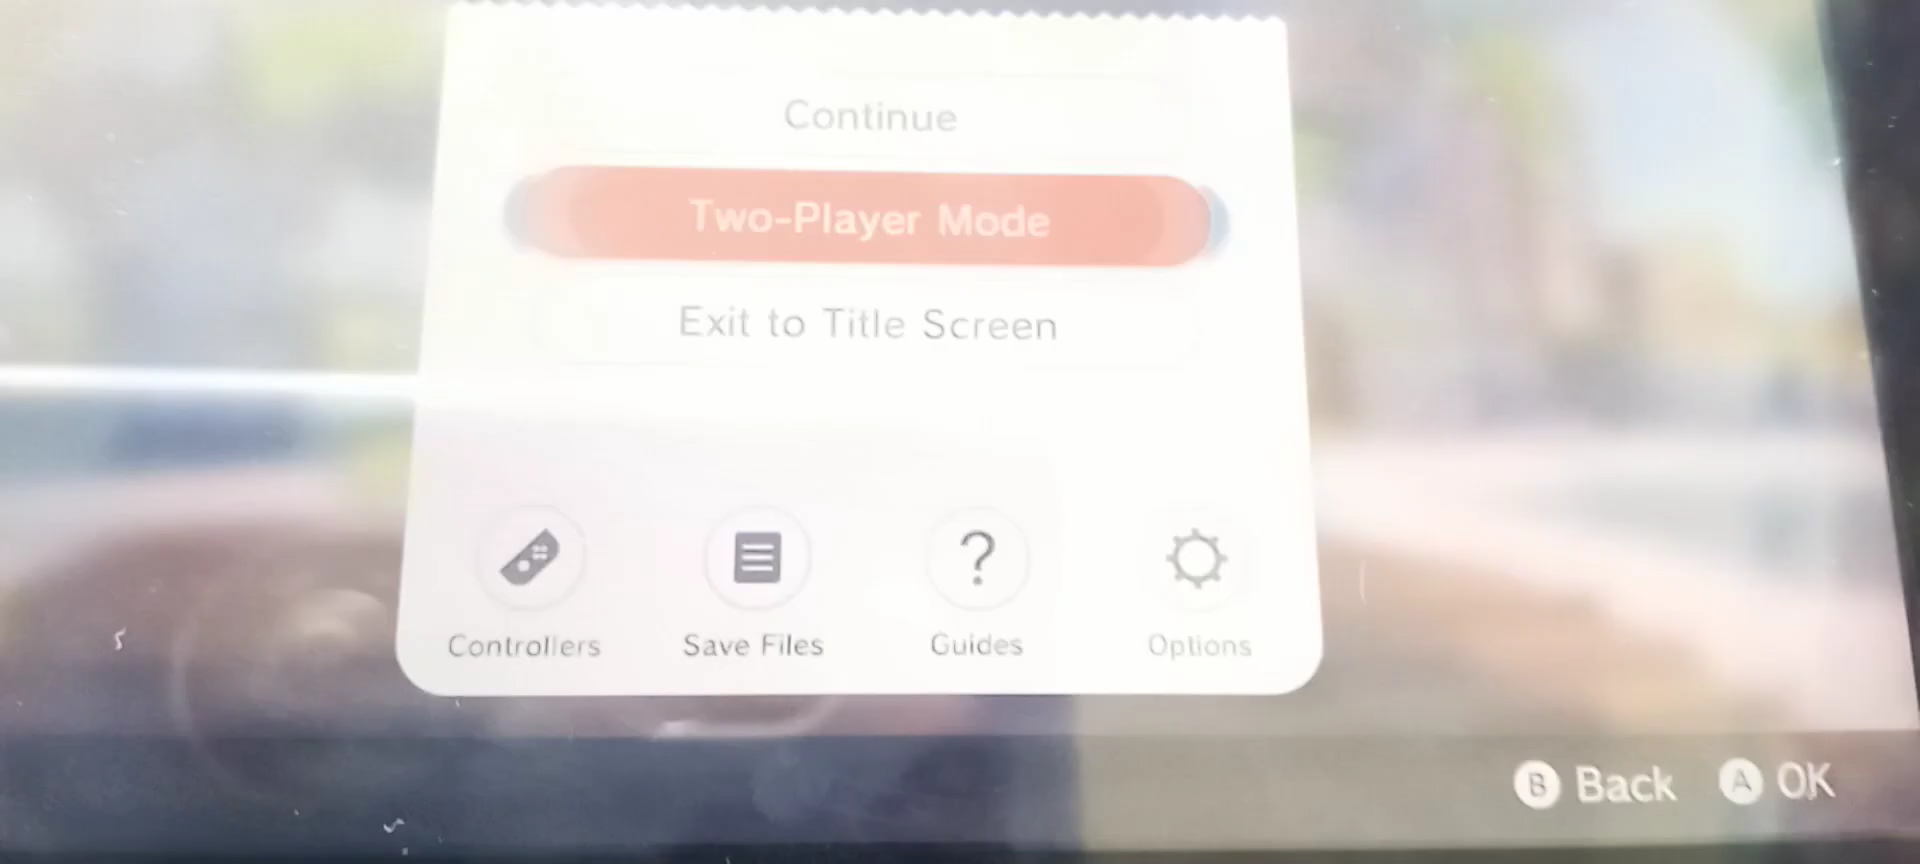 Continue
Two-Player Mode
Exit to Title Screen
Controllers Save Files Guides Options
B Back A OK